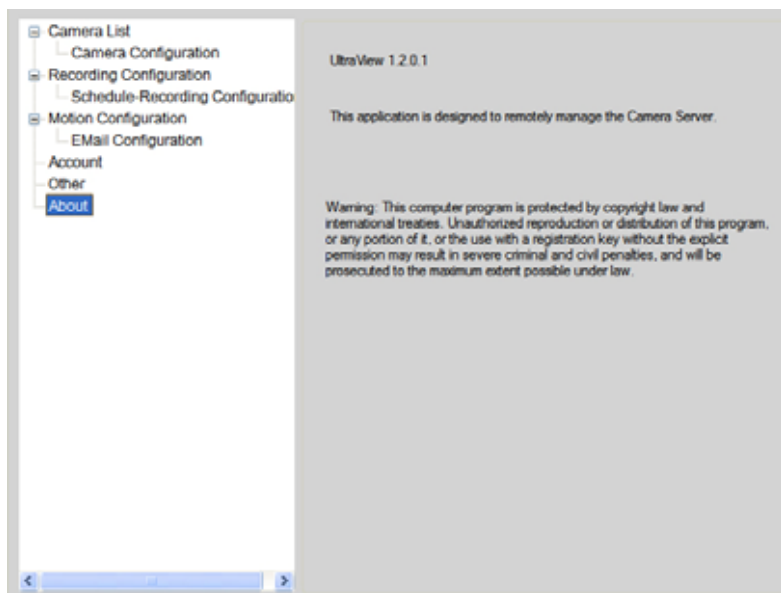 Camera List
Camera Configuration
Recording Configuration
Schedule-Recording Configuratio
Motion Configuration
EMail Configuration
Account
Other
About
UltraView 1.2.0.1
This application is designed to remotely manage the Camera Server.
Warning: This computer program is protected by copyright law and
international treaties. Unauthorized reproduction or distribution of this program,
or any portion of it, or the use with a registration key without the explicit
permission may result in severe criminal and civil penalties, and will be
prosecuted to the maximum extent possible under law.